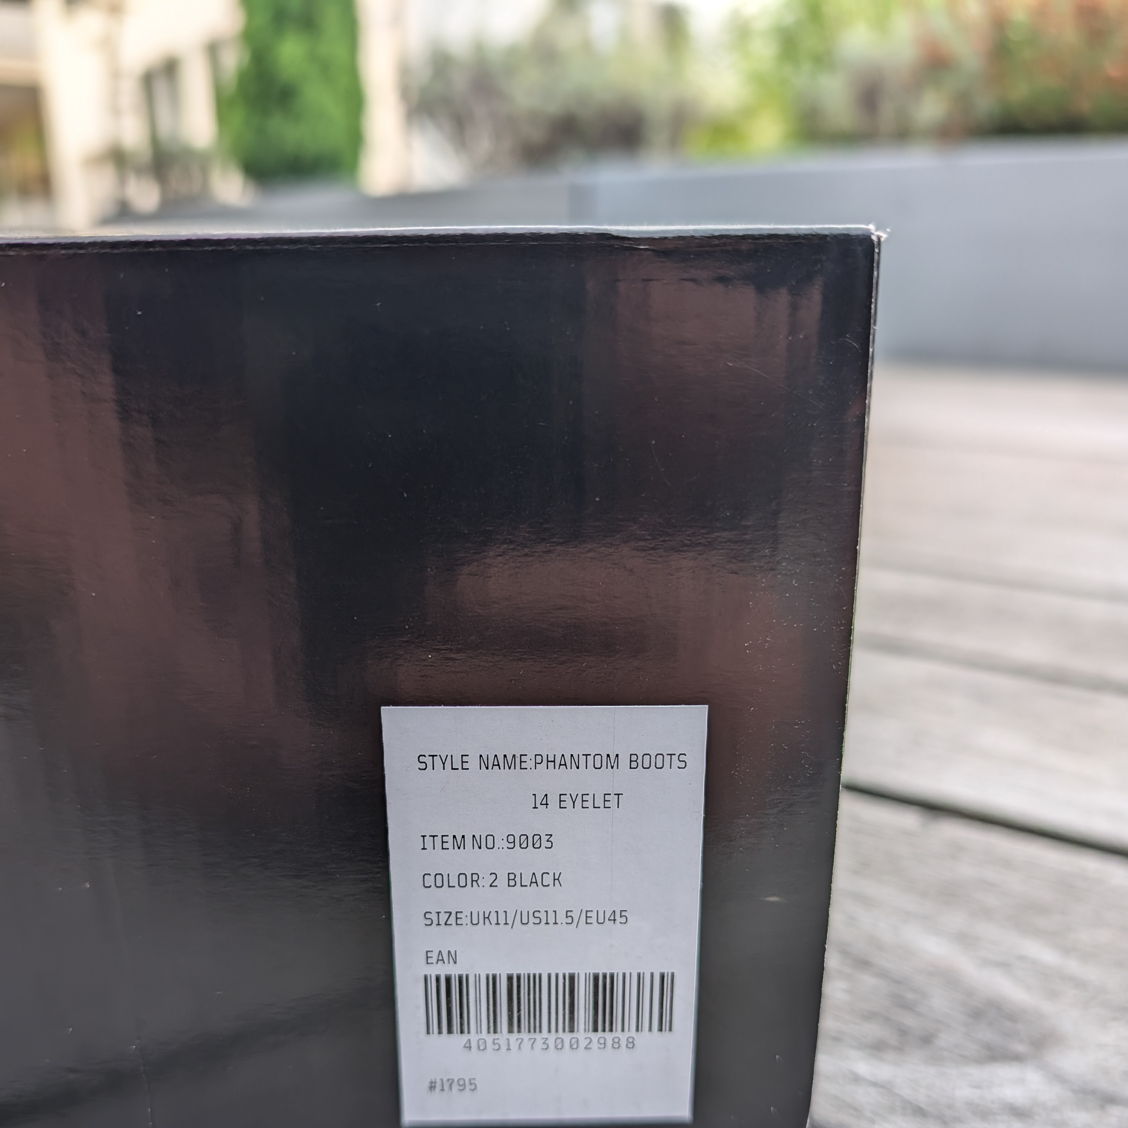 STYLE NAME:PHANTOM BOOTS
14 EYELET
ITEM NO.:9003
COLOR:2 BLACK
SIZE:UK11/US11.5/EU45
EAN
4051773002988
#1795